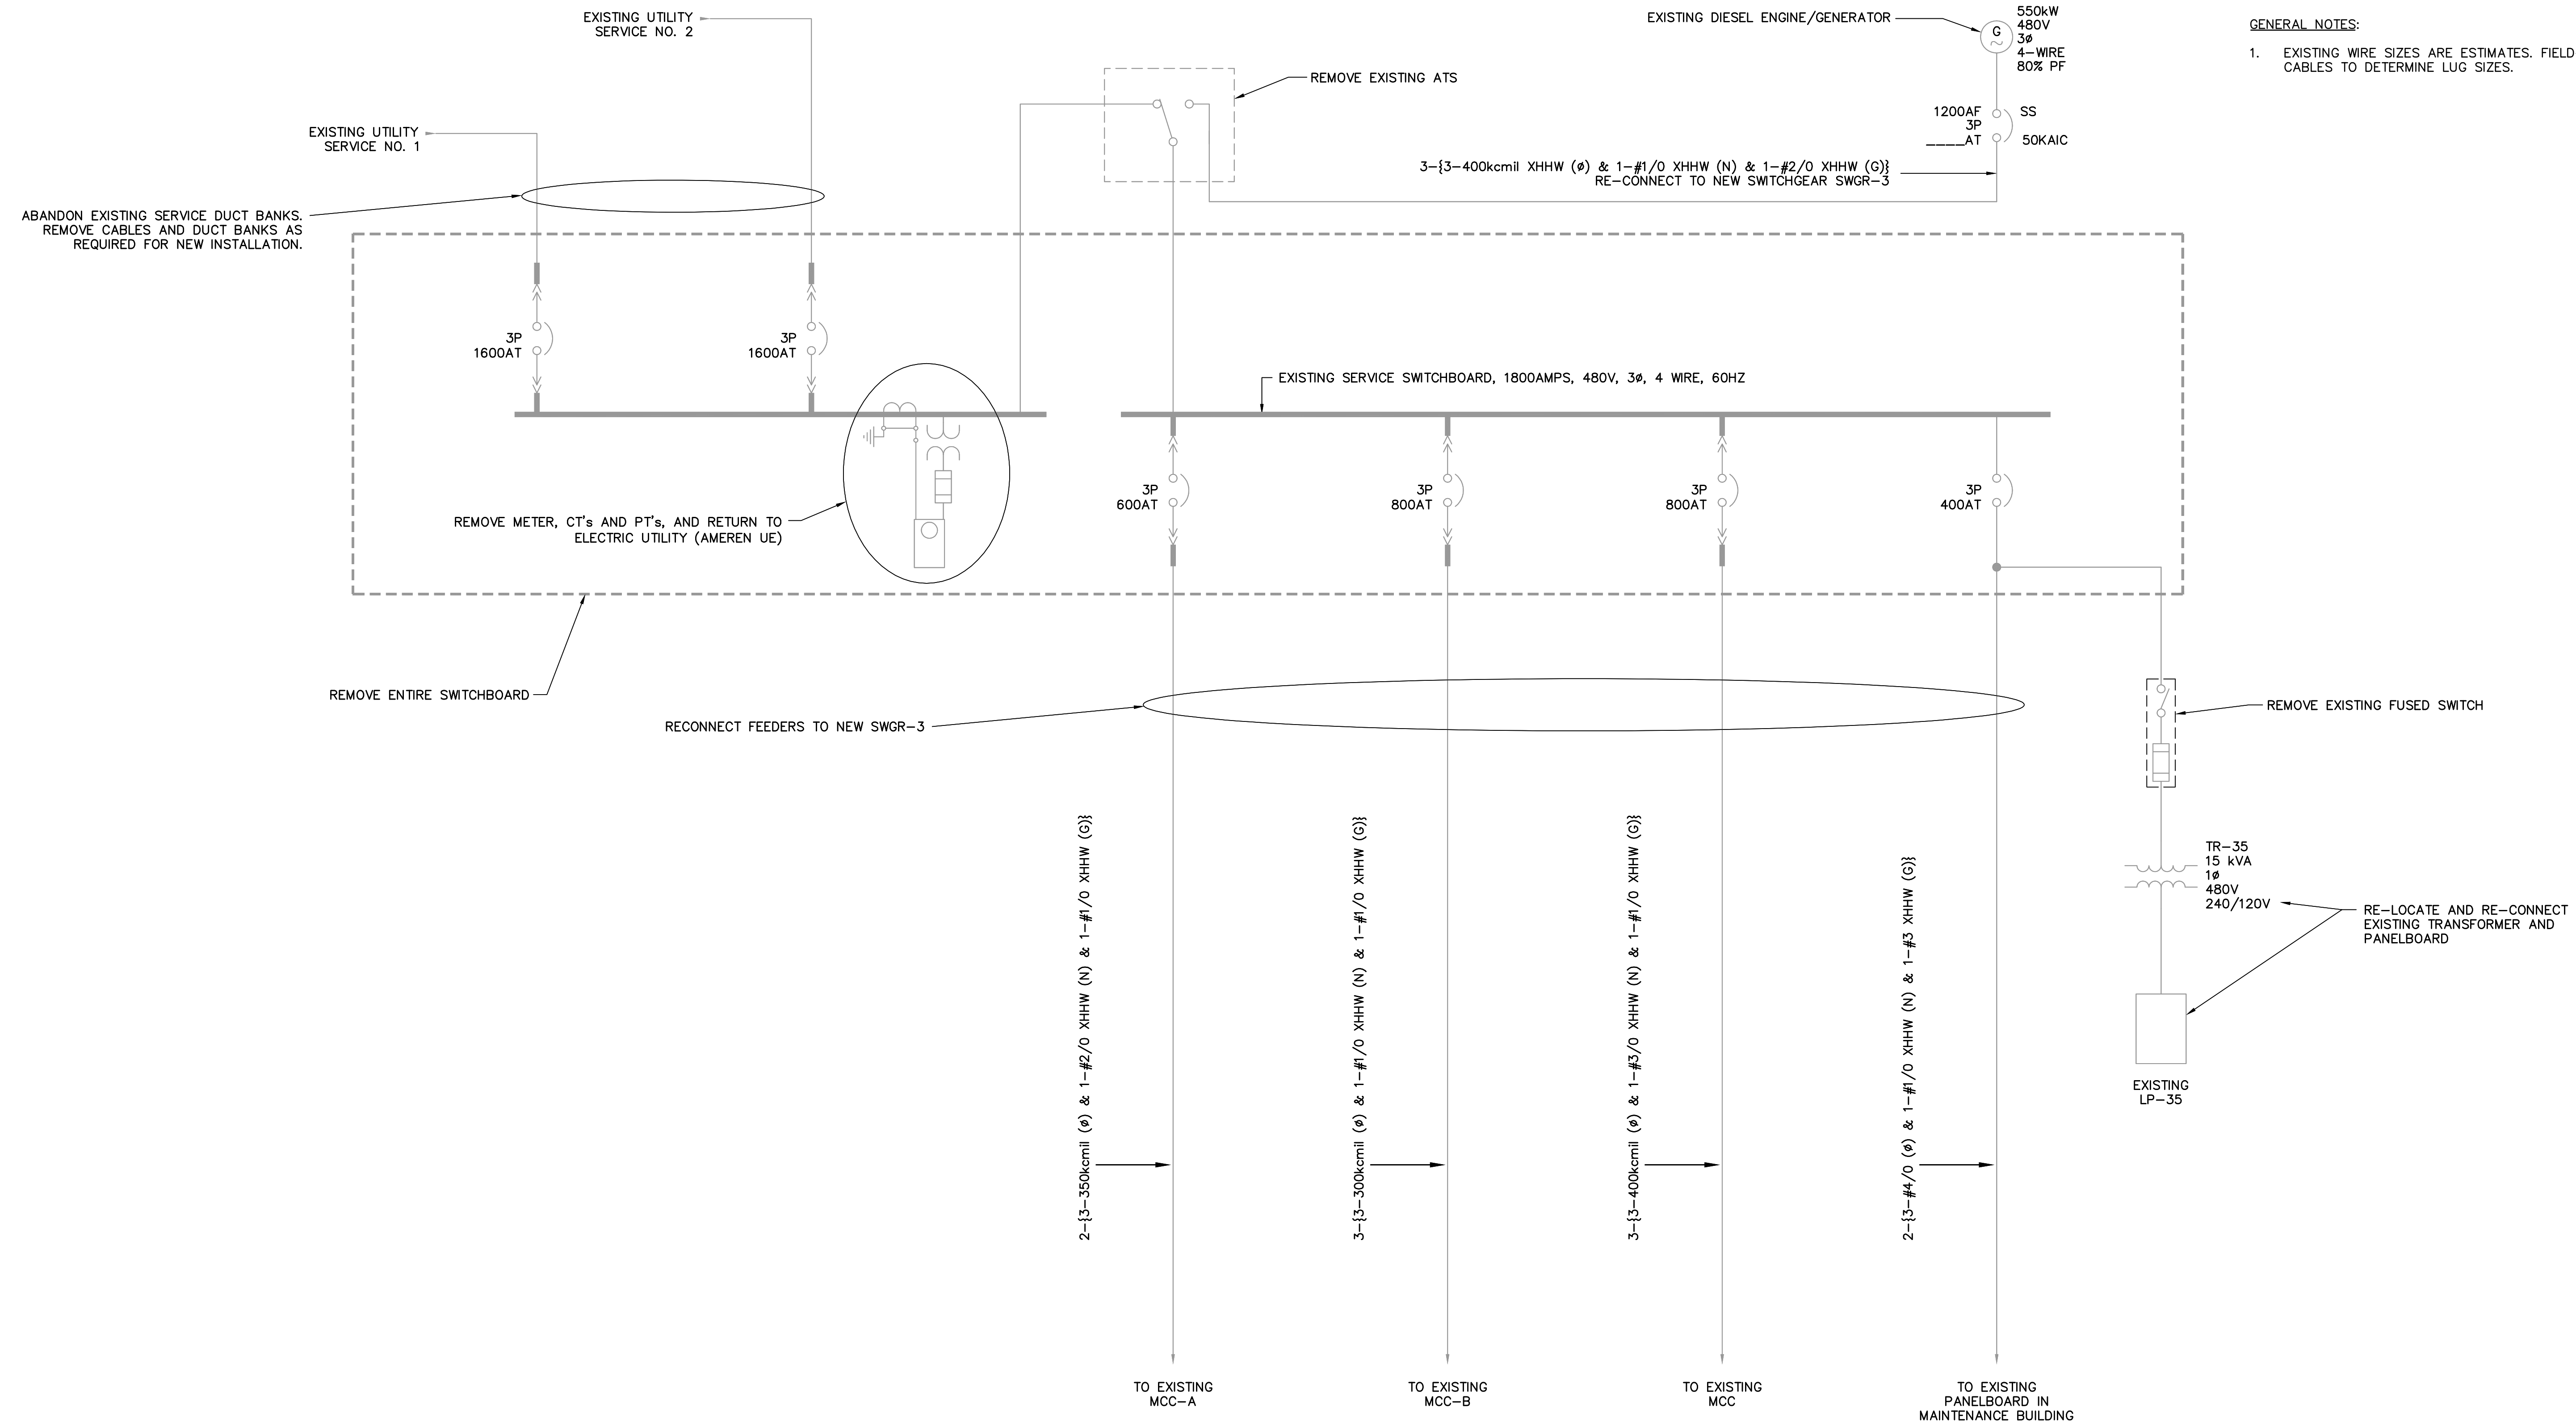 EXISTING UTILITY
SERVICE NO. 2
EXISTING UTILITY
SERVICE NO. 1
ABANDON EXISTING SERVICE DUCT BANKS.
REMOVE CABLES AND DUCT BANKS AS
REQUIRED FOR NEW INSTALLATION.
REMOVE EXISTING ATS
EXISTING DIESEL ENGINE/GENERATOR
G
550kW
480V
3ø
4-WIRE
80% PF
1200AF
3P
____AT
SS
50KAIC
3-{3-400kcmil XHHW (ø) & 1-#1/0 XHHW (N) & 1-#2/0 XHHW (G)}
RE-CONNECT TO NEW SWITCHGEAR SWGR-3
GENERAL NOTES:
1. EXISTING WIRE SIZES ARE ESTIMATES. FIELD
CABLES TO DETERMINE LUG SIZES.
3P
1600AT
3P
1600AT
EXISTING SERVICE SWITCHBOARD, 1800AMPS, 480V, 3ø, 4 WIRE, 60HZ
REMOVE METER, CT's AND PT's, AND RETURN TO
ELECTRIC UTILITY (AMEREN UE)
3P
600AT
3P
800AT
3P
800AT
3P
400AT
REMOVE ENTIRE SWITCHBOARD
RECONNECT FEEDERS TO NEW SWGR-3
REMOVE EXISTING FUSED SWITCH
2-{3-350kcmil (ø) & 1-#2/0 XHHW (N) & 1-#1/0 XHHW (G)}
3-{3-300kcmil (ø) & 1-#1/0 XHHW (N) & 1-#1/0 XHHW (G)}
3-{3-400kcmil (ø) & 1-#3/0 XHHW (N) & 1-#1/0 XHHW (G)}
2-{3-#4/0 (ø) & 1-#1/0 XHHW (N) & 1-#3 XHHW (G)}
TR-35
15 kVA
1ø
480V
240/120V
RE-LOCATE AND RE-CONNECT
EXISTING TRANSFORMER AND
PANELBOARD
EXISTING
LP-35
TO EXISTING
MCC-A
TO EXISTING
MCC-B
TO EXISTING
MCC
TO EXISTING
PANELBOARD IN
MAINTENANCE BUILDING